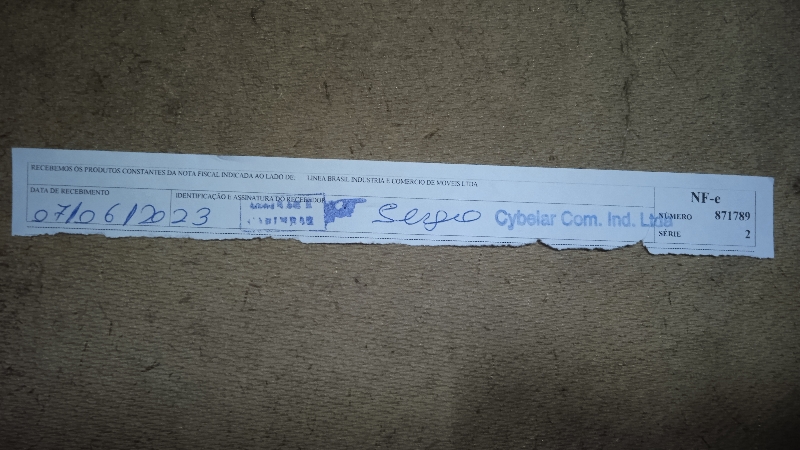 RECEBEMOS OS PRODUTOS CONSTANTES DA NOTA FISCAL INDICADA AO LADO DE: LINEA BRASIL INDUSTRIA E COMERCIO DE MOVEIS LTDA
NF-e
DATA DE RECEBIMENTO IDENTIFICAÇÃO E ASSINATURA DO RECEBEDOR
NÚMERO 871789
07/06/2023 Sergio Cybelar Com. Ind. Ltda
SÉRIE 2